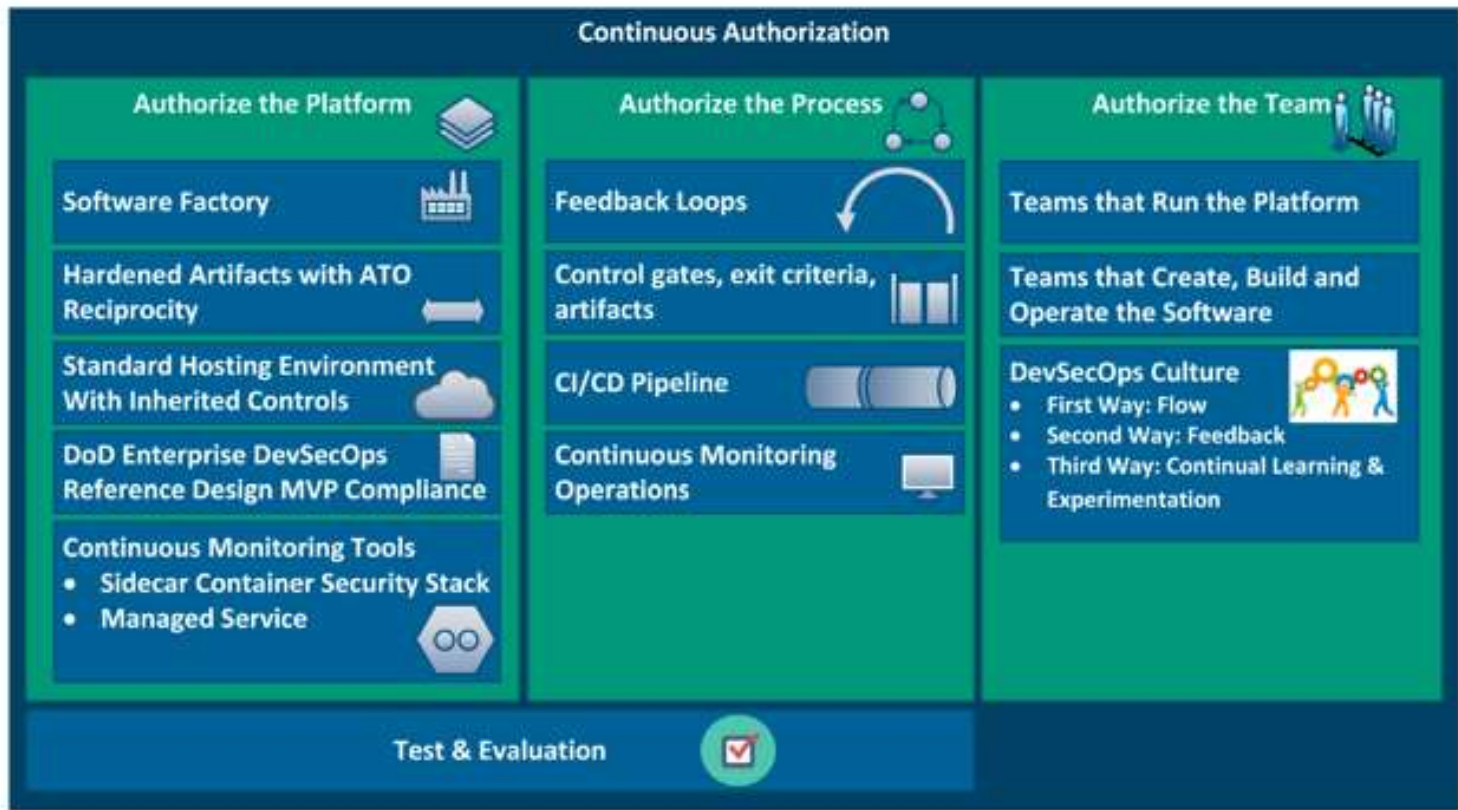 Continuous Authorization
Authorize the Platform
Software Factory
Hardened Artifacts with ATO
Reciprocity
Standard Hosting Environment
With Inherited Controls
DoD Enterprise DevSecOps
Reference Design MVP Compliance
Continuous Monitoring Tools
• Sidecar Container Security Stack
• Managed Service
Authorize the Process
Feedback Loops
Control gates, exit criteria,
artifacts
CI/CD Pipeline
Continuous Monitoring
Operations
Authorize the Team
Teams that Run the Platform
Teams that Create, Build and
Operate the Software
DevSecOps Culture
• First Way: Flow
• Second Way: Feedback
• Third Way: Continual Learning &
Experimentation
Test & Evaluation